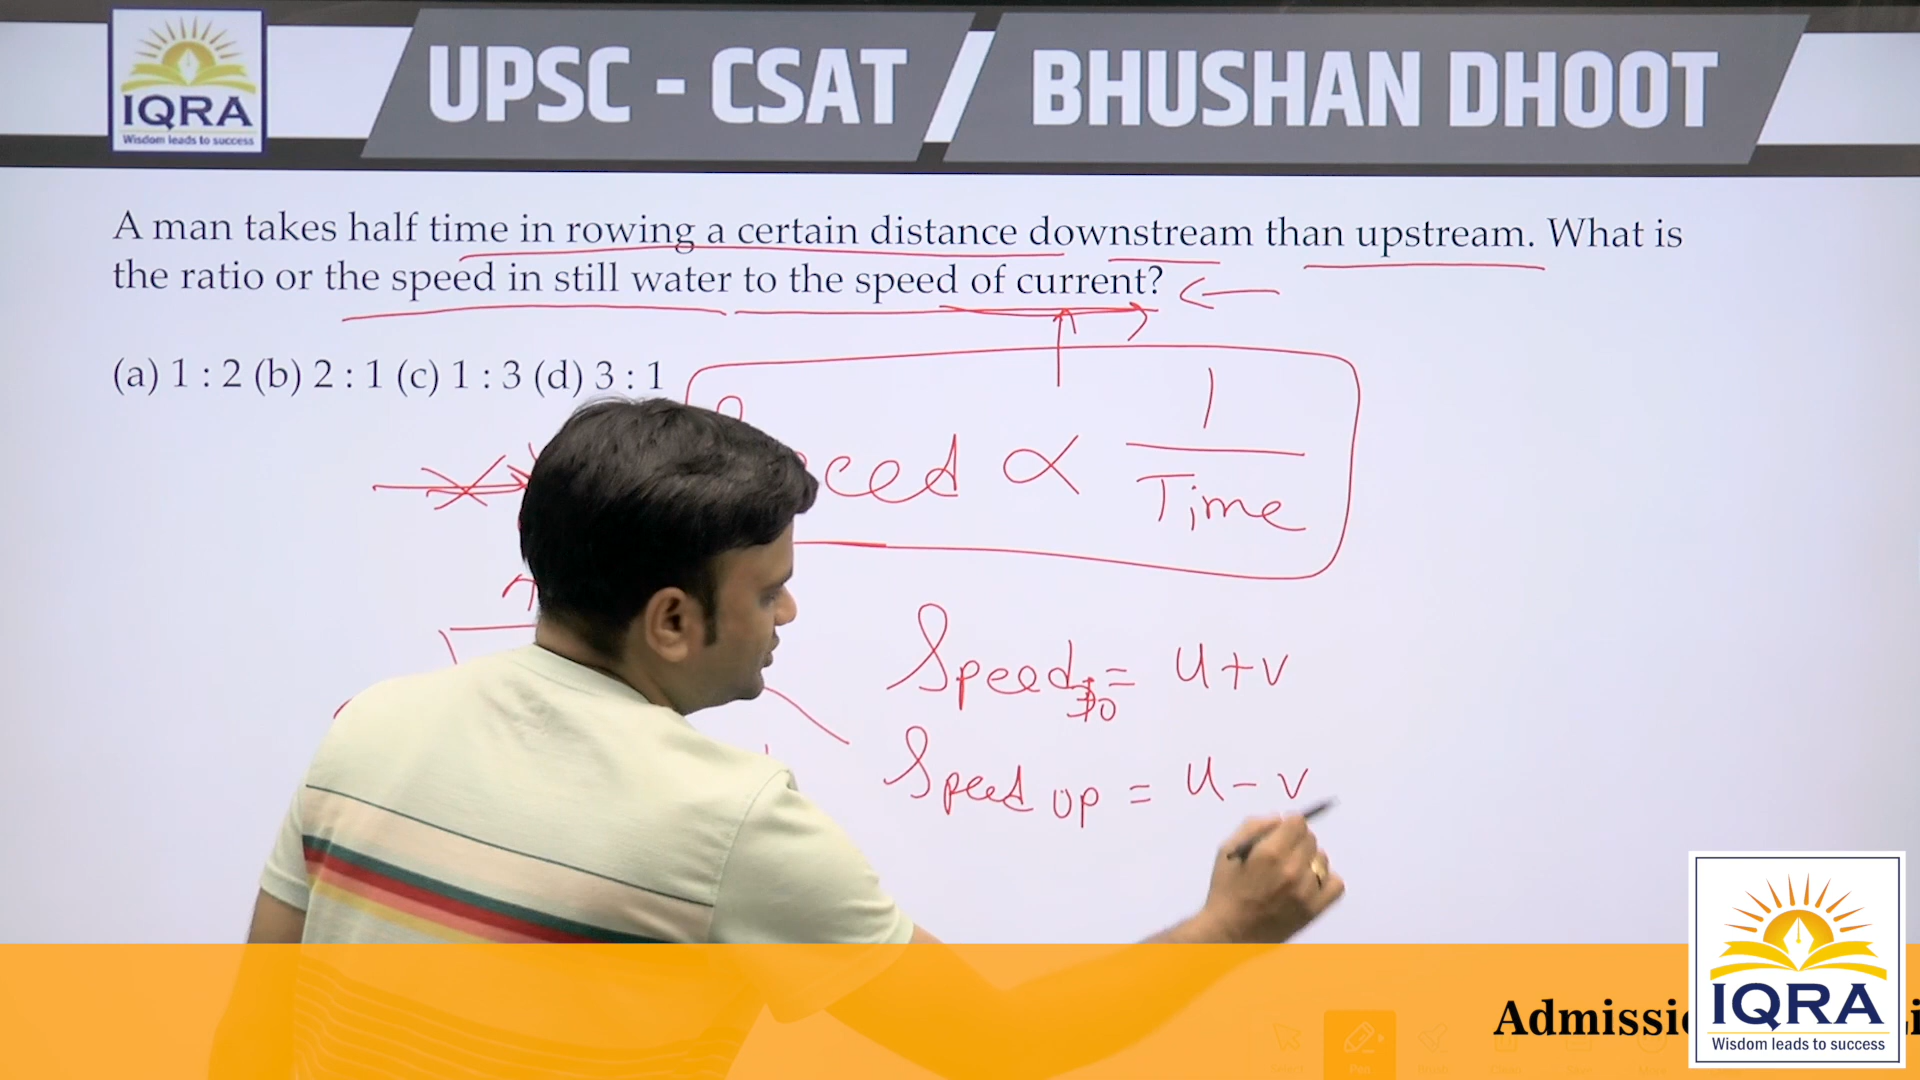 IQRA
Wisdom leads to success
UPSC - CSAT / BHUSHAN DHOOT
A man takes half time in rowing a certain distance downstream than upstream. What is
the ratio or the speed in still water to the speed of current?
(a) 1 : 2 (b) 2 : 1 (c) 1 : 3 (d) 3 : 1
∝ 1
Time
Speed = u + v
Speed up = u - v
IQRA
Wisdom leads to success